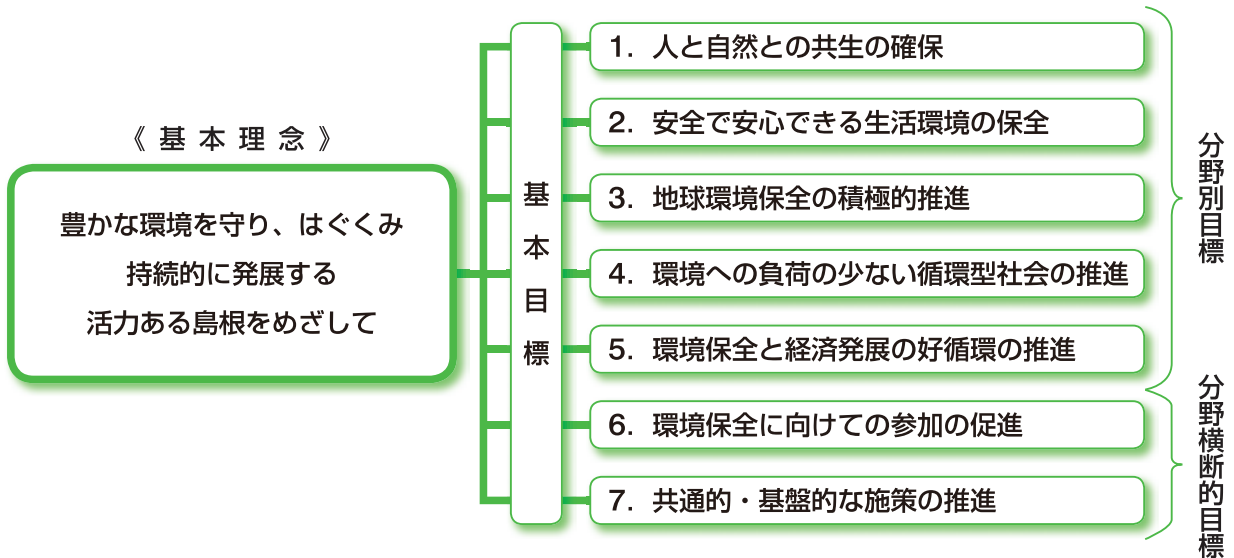 《基本理念》
豊かな環境を守り、はぐくみ
持続的に発展する
活力ある島根をめざして
基本目標
1. 人と自然との共生の確保
2. 安全で安心できる生活環境の保全
3. 地球環境保全の積極的推進
4. 環境への負荷の少ない循環型社会の推進
5. 環境保全と経済発展の好循環の推進
6. 環境保全に向けての参加の促進
7. 共通的・基盤的な施策の推進
分野別目標
分野横断的目標